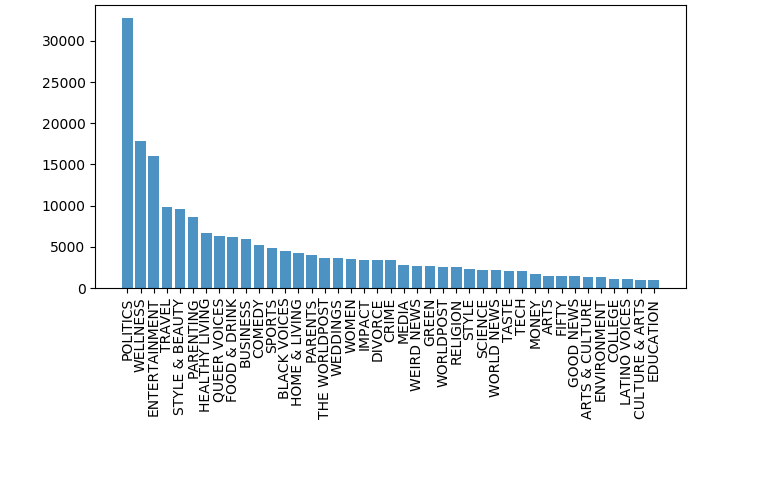 30000
25000
20000
15000
10000
5000
0
POLITICS
WELLNESS
ENTERTAINMENT
TRAVEL
STYLE & BEAUTY
PARENTING
HEALTHY LIVING
QUEER VOICES
FOOD & DRINK
BUSINESS
COMEDY
SPORTS
BLACK VOICES
HOME & LIVING
PARENTS
THE WORLDPOST
WEDDINGS
WOMEN
IMPACT
DIVORCE
CRIME
MEDIA
WEIRD NEWS
GREEN
WORLDPOST
RELIGION
STYLE
SCIENCE
WORLD NEWS
TASTE
TECH
MONEY
ARTS
FIFTY
GOOD NEWS
ARTS & CULTURE
ENVIRONMENT
COLLEGE
LATINO VOICES
CULTURE & ARTS
EDUCATION